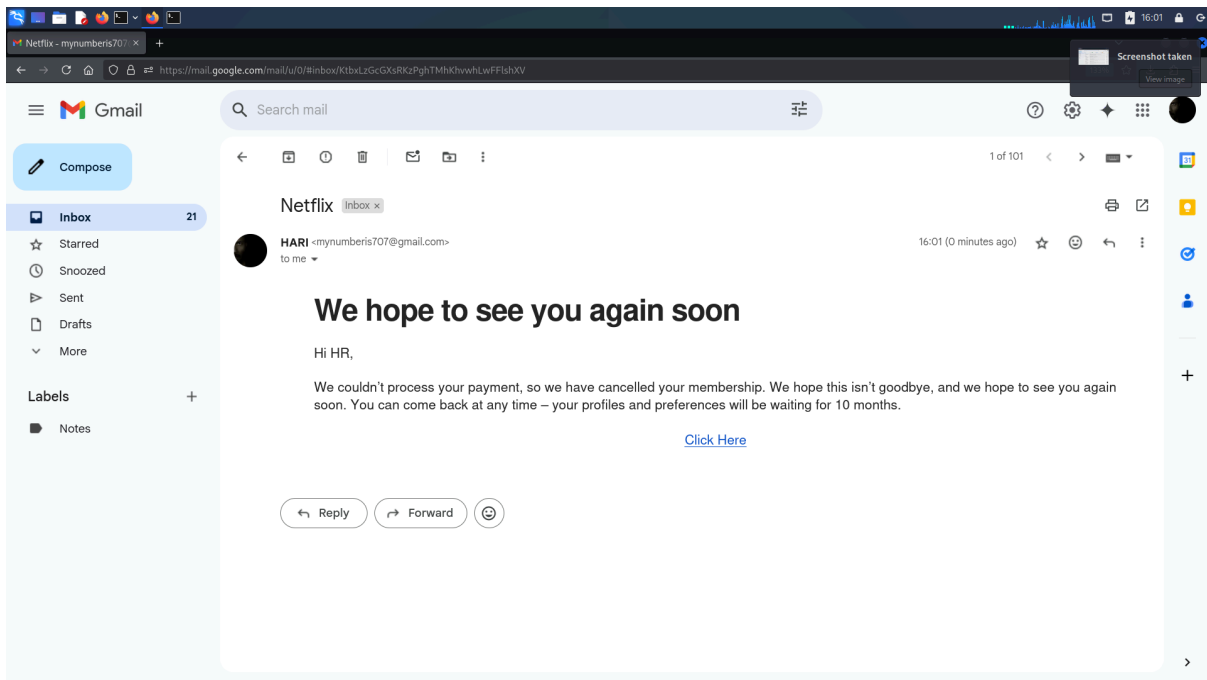 16:01
Netflix - mynumberis707
Screenshot taken
View image
https://mail.google.com/mail/u/0/#inbox/KtbxLzGcGXsRKzPghTMhKhvwhLwFFlshXV
Gmail
Search mail
Compose
1 of 101
31
Inbox 21
Starred
Snoozed
Sent
Drafts
More
Labels
Notes
Netflix Inbox ×
HARI <mynumberis707@gmail.com>
16:01 (0 minutes ago)
to me
We hope to see you again soon
Hi HR,
We couldn’t process your payment, so we have cancelled your membership. We hope this isn’t goodbye, and we hope to see you again
soon. You can come back at any time – your profiles and preferences will be waiting for 10 months.
Click Here
Reply
Forward